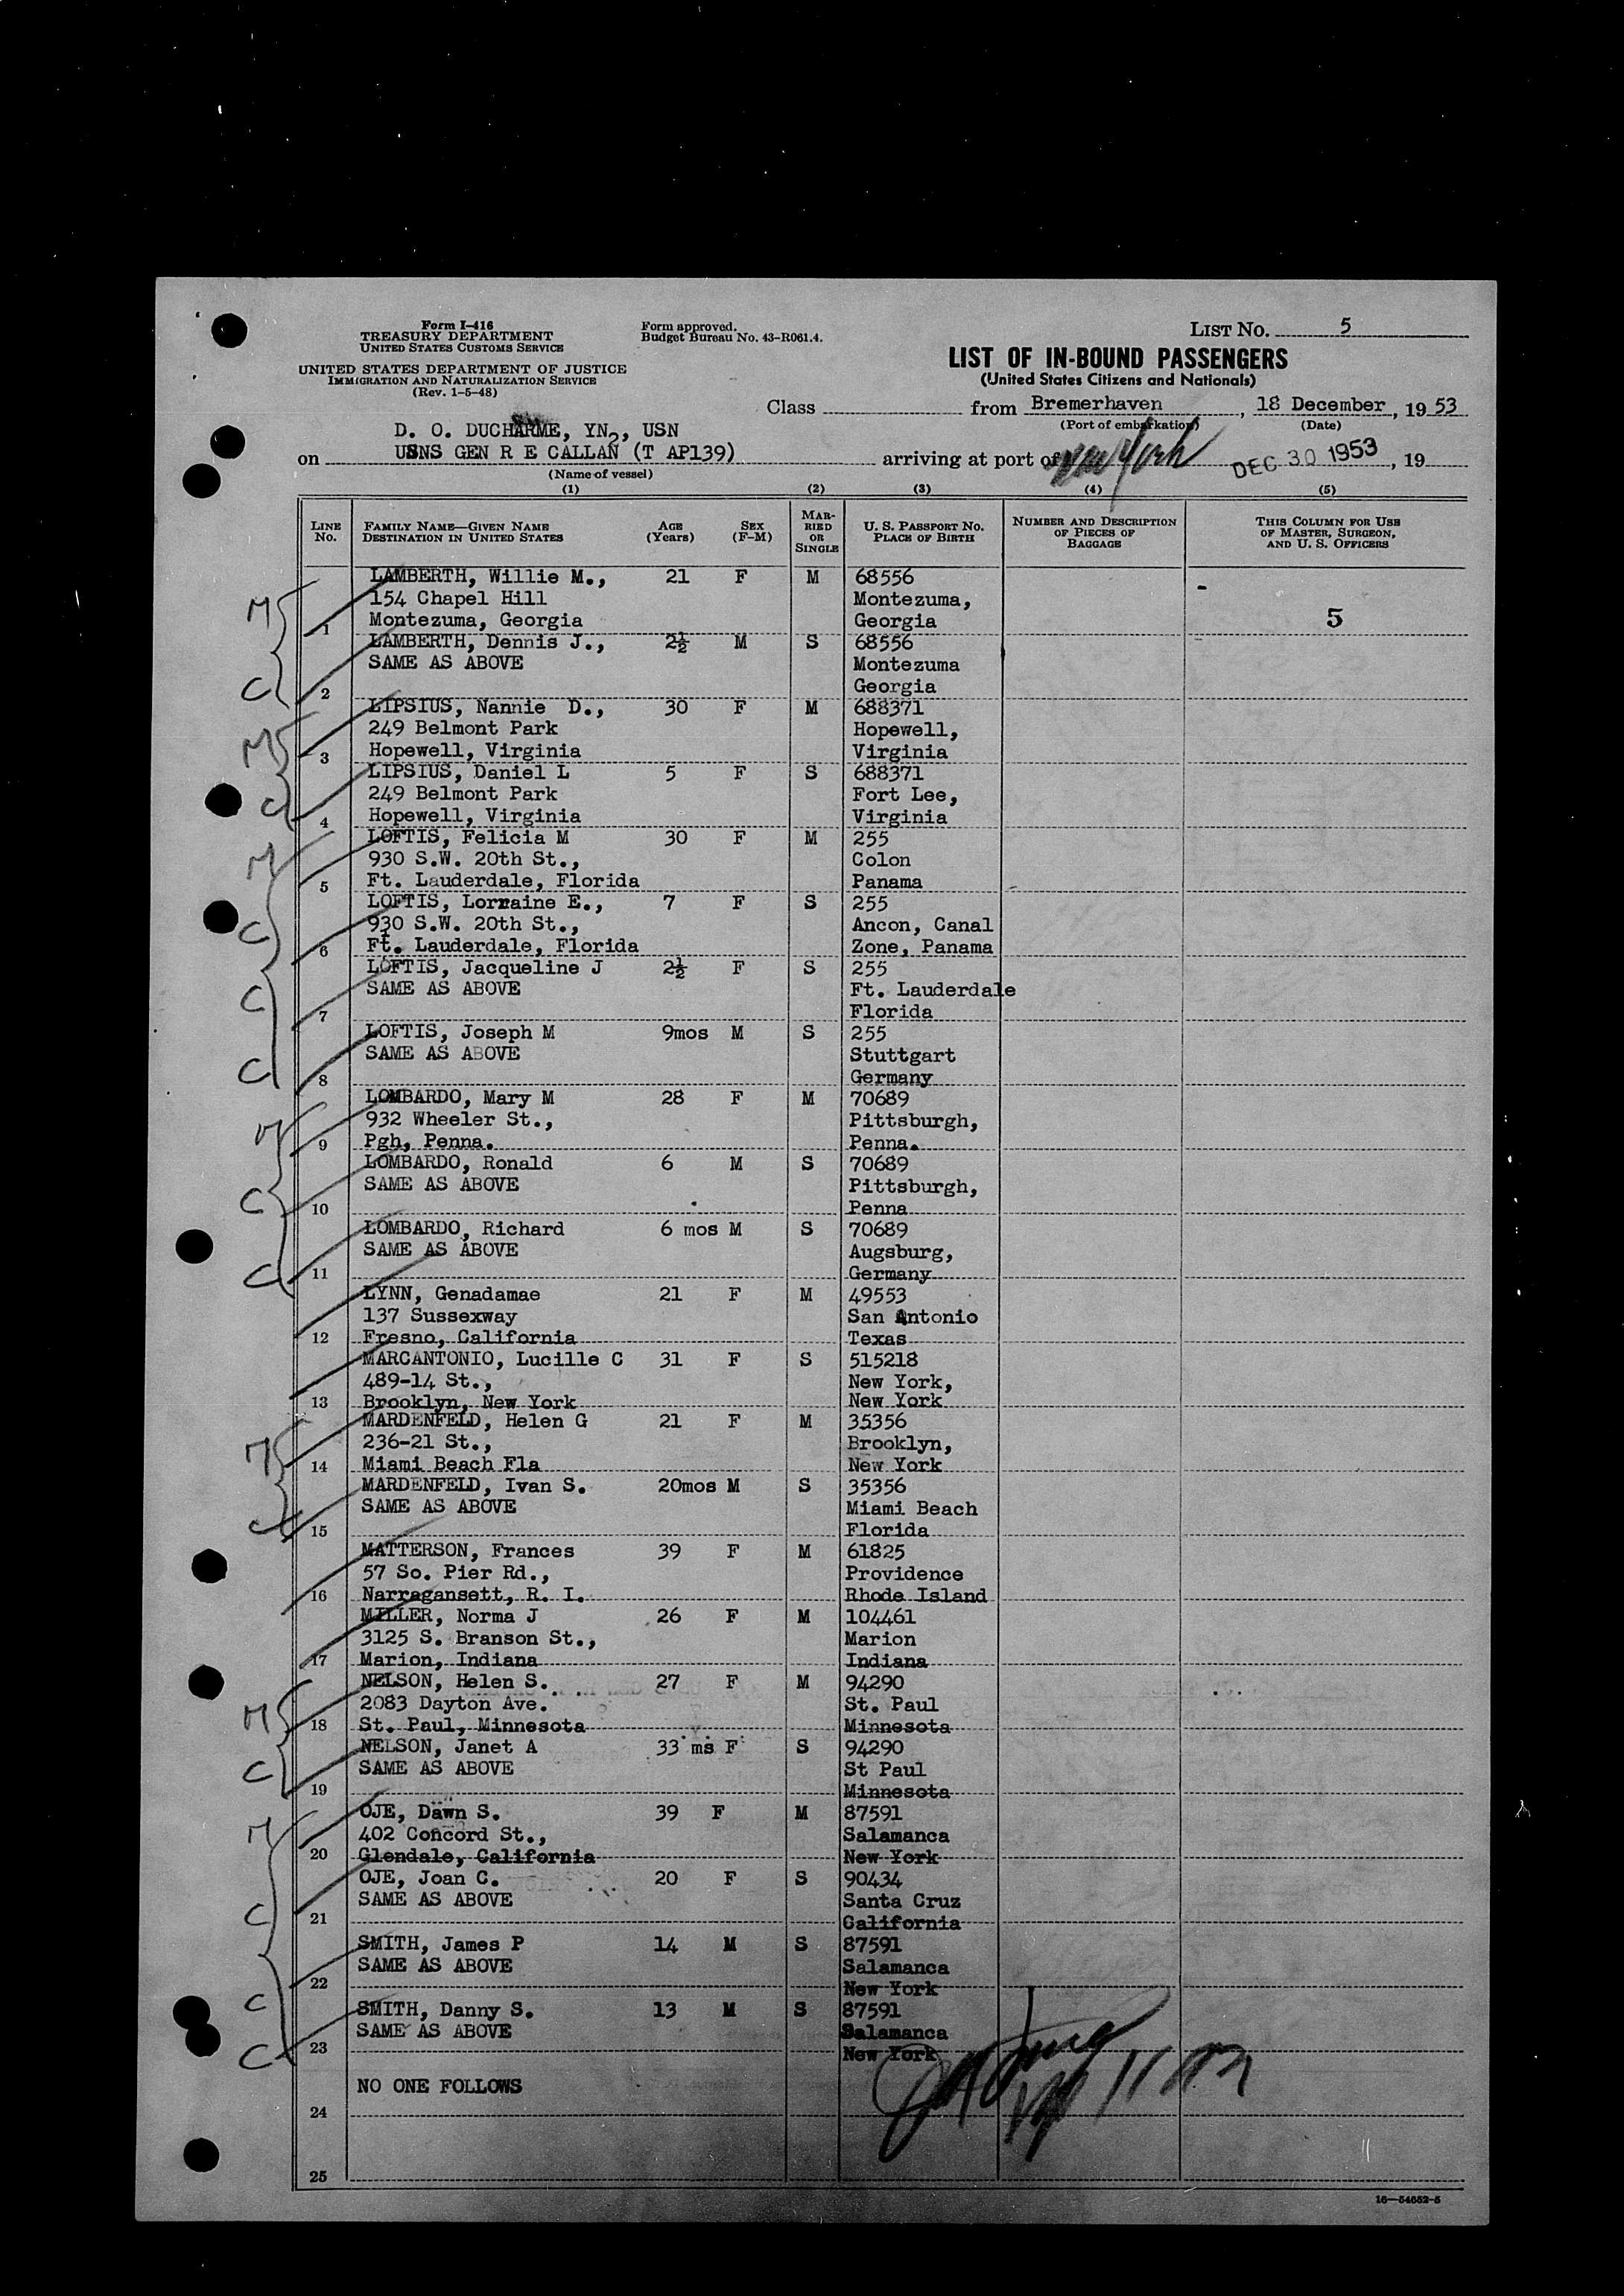 Form I-416
TREASURY DEPARTMENT
UNITED STATES CUSTOMS SERVICE
UNITED STATES DEPARTMENT OF JUSTICE
IMMIGRATION AND NATURALIZATION SERVICE
(Rev. 1-5-48)
Form approved.
Budget Bureau No. 43-R061.4.
LIST NO. 5
LIST OF IN-BOUND PASSENGERS
(United States Citizens and Nationals)
Class from Bremerhaven, 18 December, 1953
(Port of embarkation) (Date)
D. O. DUCHARME, YN2, USN
on USNS GEN R E CALLAN (T AP139) arriving at port of New York DEC 30 1953, 19
(Name of vessel)
(1) (2) (3) (4) (5)
LINE No. FAMILY NAME—GIVEN NAME DESTINATION IN UNITED STATES AGE (Years) SEX (F-M) MARRIED OR SINGLE U. S. PASSPORT NO. PLACE OF BIRTH NUMBER AND DESCRIPTION OF PIECES OF BAGGAGE THIS COLUMN FOR USE OF MASTER, SURGEON, AND U. S. OFFICERS
LAMBERTH, Willie M., 21 F M 68556
M 154 Chapel Hill Montezuma,
1 Montezuma, Georgia Georgia 5
LAMBERTH, Dennis J., 2½ M S 68556
SAME AS ABOVE Montezuma
C 2 Georgia
LIPSIUS, Nannie D., 30 F M 688371
M 249 Belmont Park Hopewell,
3 Hopewell, Virginia Virginia
LIPSIUS, Daniel L 5 F S 688371
C 249 Belmont Park Fort Lee,
4 Hopewell, Virginia Virginia
LOFTIS, Felicia M 30 F M 255
M 930 S.W. 20th St., Colon
5 Ft. Lauderdale, Florida Panama
LOFTIS, Lorraine E., 7 F S 255
C 930 S.W. 20th St., Ancon, Canal
6 Ft. Lauderdale, Florida Zone, Panama
LOFTIS, Jacqueline J 2½ F S 255
C SAME AS ABOVE Ft. Lauderdale
7 Florida
LOFTIS, Joseph M 9mos M S 255
SAME AS ABOVE Stuttgart
C 8 Germany
LOMBARDO, Mary M 28 F M 70689
M 932 Wheeler St., Pittsburgh,
9 Pgh, Penna. Penna.
LOMBARDO, Ronald 6 M S 70689
C SAME AS ABOVE Pittsburgh,
10 Penna
LOMBARDO, Richard 6 mos M S 70689
SAME AS ABOVE Augsburg,
C 11 Germany
LYNN, Genadamae 21 F M 49553
137 Sussexway San Antonio
12 Fresno, California Texas
MARCANTONIO, Lucille C 31 F S 515218
489-14 St., New York,
13 Brooklyn, New York New York
MARDENFELD, Helen G 21 F M 35356
M 236-21 St., Brooklyn,
14 Miami Beach Fla New York
MARDENFELD, Ivan S. 20mos M S 35356
SAME AS ABOVE Miami Beach
C 15 Florida
MATTERSON, Frances 39 F M 61825
57 So. Pier Rd., Providence
16 Narragansett, R. I. Rhode Island
MILLER, Norma J 26 F M 104461
3125 S. Branson St., Marion
17 Marion, Indiana Indiana
NELSON, Helen S. 27 F M 94290
M 2083 Dayton Ave. St. Paul
18 St. Paul, Minnesota Minnesota
NELSON, Janet A 33 ms F S 94290
C SAME AS ABOVE St Paul
19 Minnesota
OJE, Dawn S. 39 F M 87591
M 402 Concord St., Salamanca
20 Glendale, California New York
OJE, Joan C. 20 F S 90434
C SAME AS ABOVE Santa Cruz
21 California
SMITH, James P 14 M S 87591
SAME AS ABOVE Salamanca
C 22 New York
SMITH, Danny S. 13 M S 87591
SAME AS ABOVE Salamanca
C 23 New York
NO ONE FOLLOWS
24
25
16—54652-5